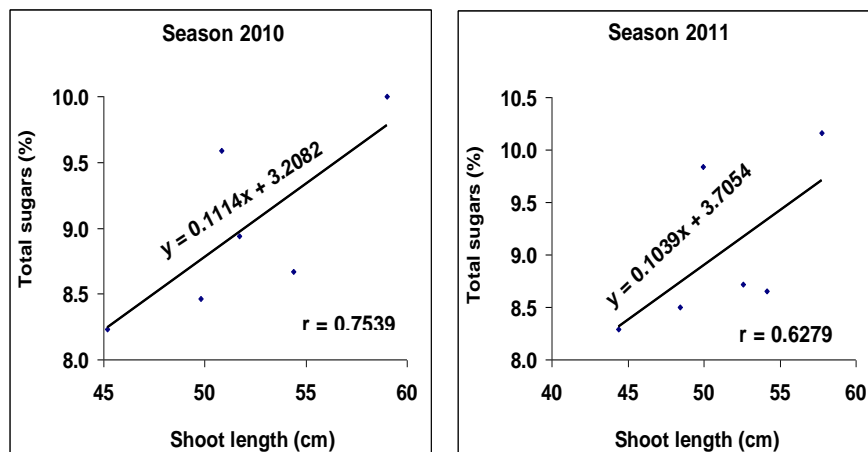 Season 2010
Total sugars (%)
10.0
9.5
9.0
8.5
8.0
y = 0.1114x + 3.2082
r = 0.7539
45
50
55
60
Shoot length (cm)
Season 2011
Total sugars (%)
10.5
10.0
9.5
9.0
8.5
8.0
y = 0.1039x + 3.7054
r = 0.6279
40
45
50
55
60
Shoot length (cm)